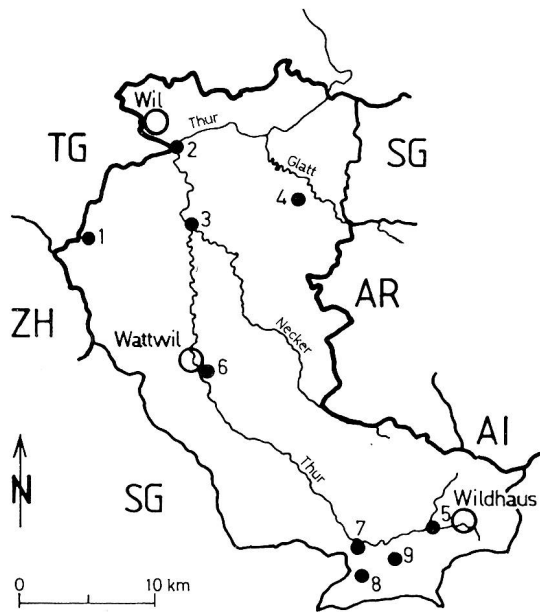 Wil
Thur
TG
2
SG
Glatt
4
3
1
AR
ZH
Necker
Wattwil
6
AI
N
SG
Thur
Wildhaus
5
7
9
8
0 10 km